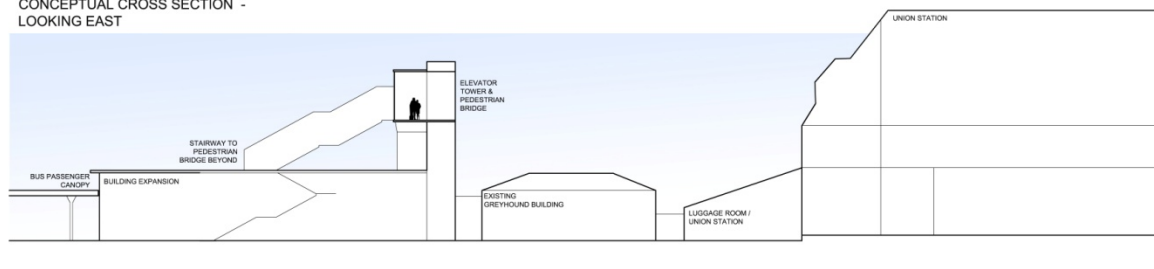 CONCEPTUAL CROSS SECTION -
LOOKING EAST
UNION STATION
ELEVATOR
TOWER &
PEDESTRIAN
BRIDGE
STAIRWAY TO
PEDESTRIAN
BRIDGE BEYOND
BUS PASSENGER
CANOPY
BUILDING EXPANSION
EXISTING
GREYHOUND BUILDING
LUGGAGE ROOM /
UNION STATION